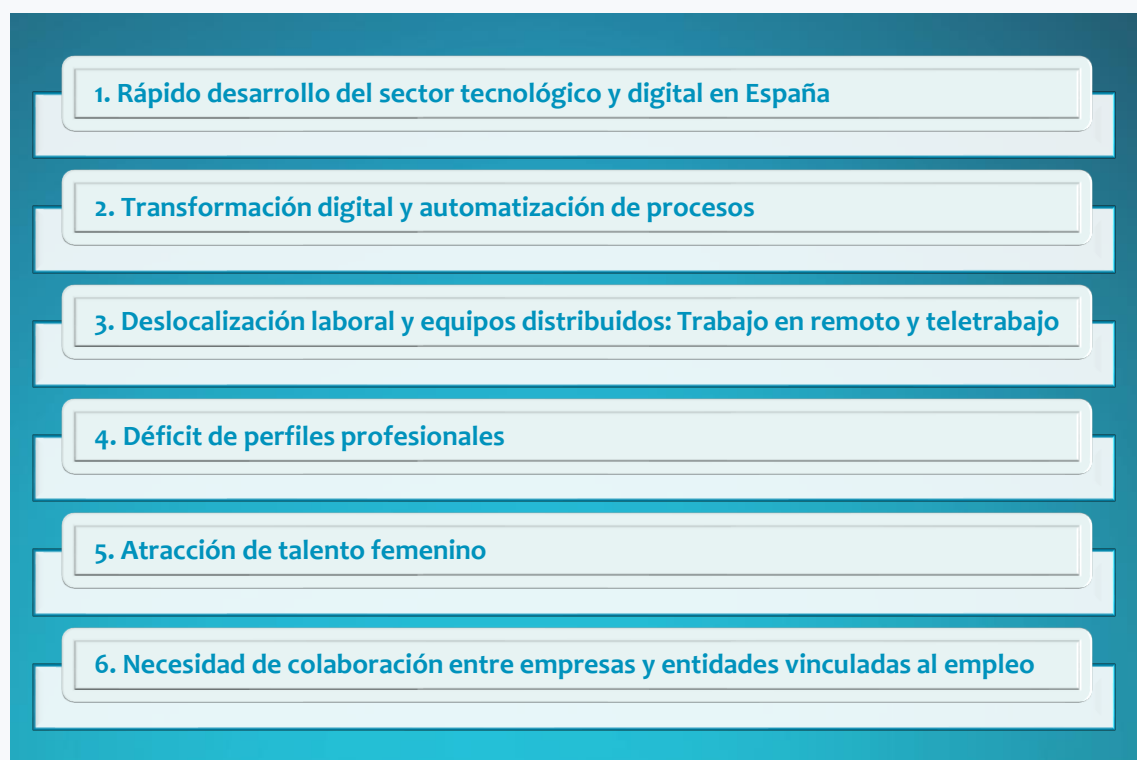 1. Rápido desarrollo del sector tecnológico y digital en España
2. Transformación digital y automatización de procesos
3. Deslocalización laboral y equipos distribuidos: Trabajo en remoto y teletrabajo
4. Déficit de perfiles profesionales
5. Atracción de talento femenino
6. Necesidad de colaboración entre empresas y entidades vinculadas al empleo